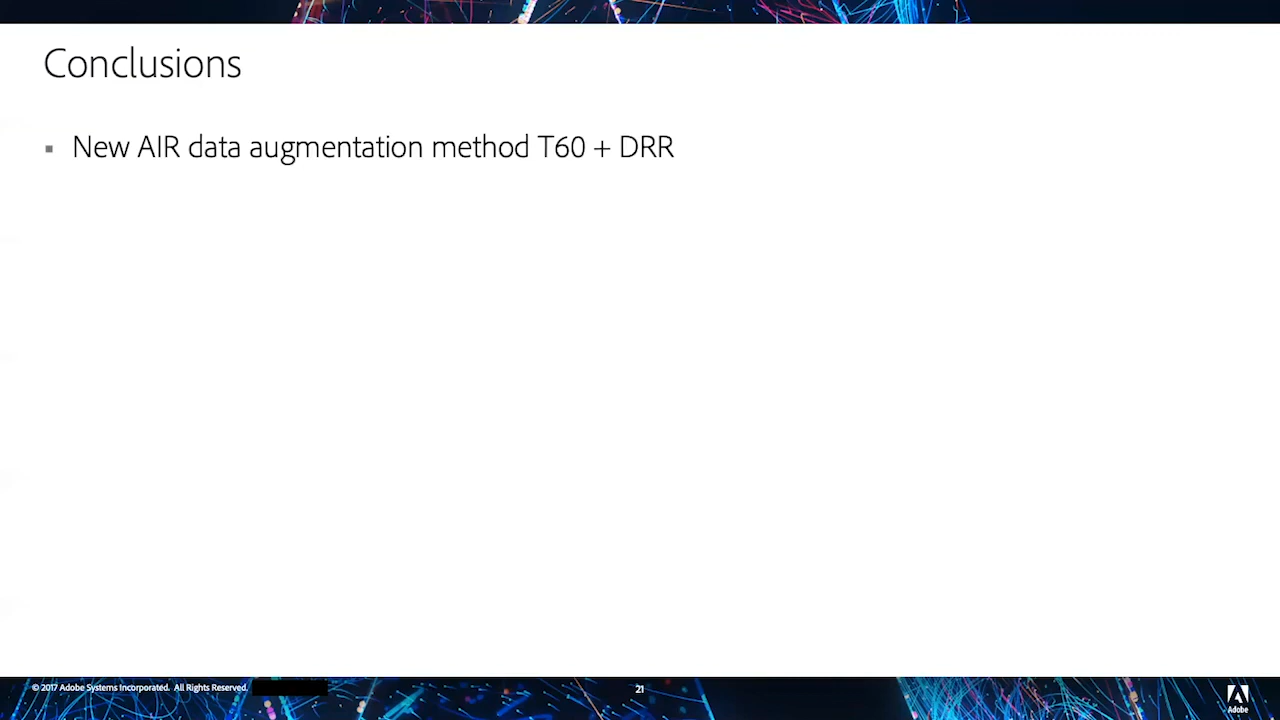 Conclusions
▪ New AIR data augmentation method T60 + DRR
© 2017 Adobe Systems Incorporated. All Rights Reserved.
21
Adobe